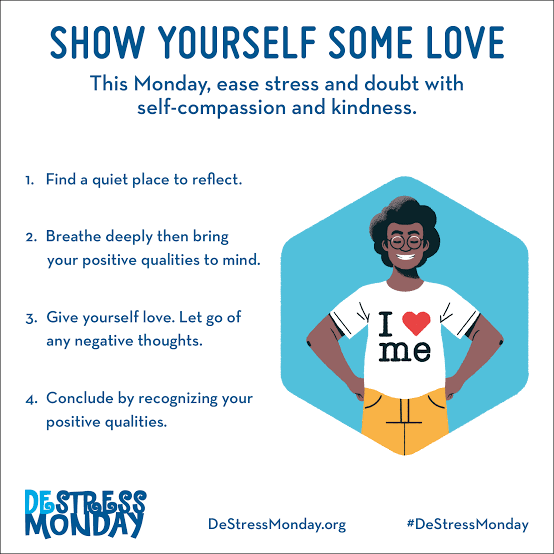 SHOW YOURSELF SOME LOVE
This Monday, ease stress and doubt with
self-compassion and kindness.
1. Find a quiet place to reflect.
2. Breathe deeply then bring
your positive qualities to mind.
3. Give yourself love. Let go of
any negative thoughts.
4. Conclude by recognizing your
positive qualities.
I ❤
me
DESTRESS
MONDAY
DeStressMonday.org
#DeStressMonday